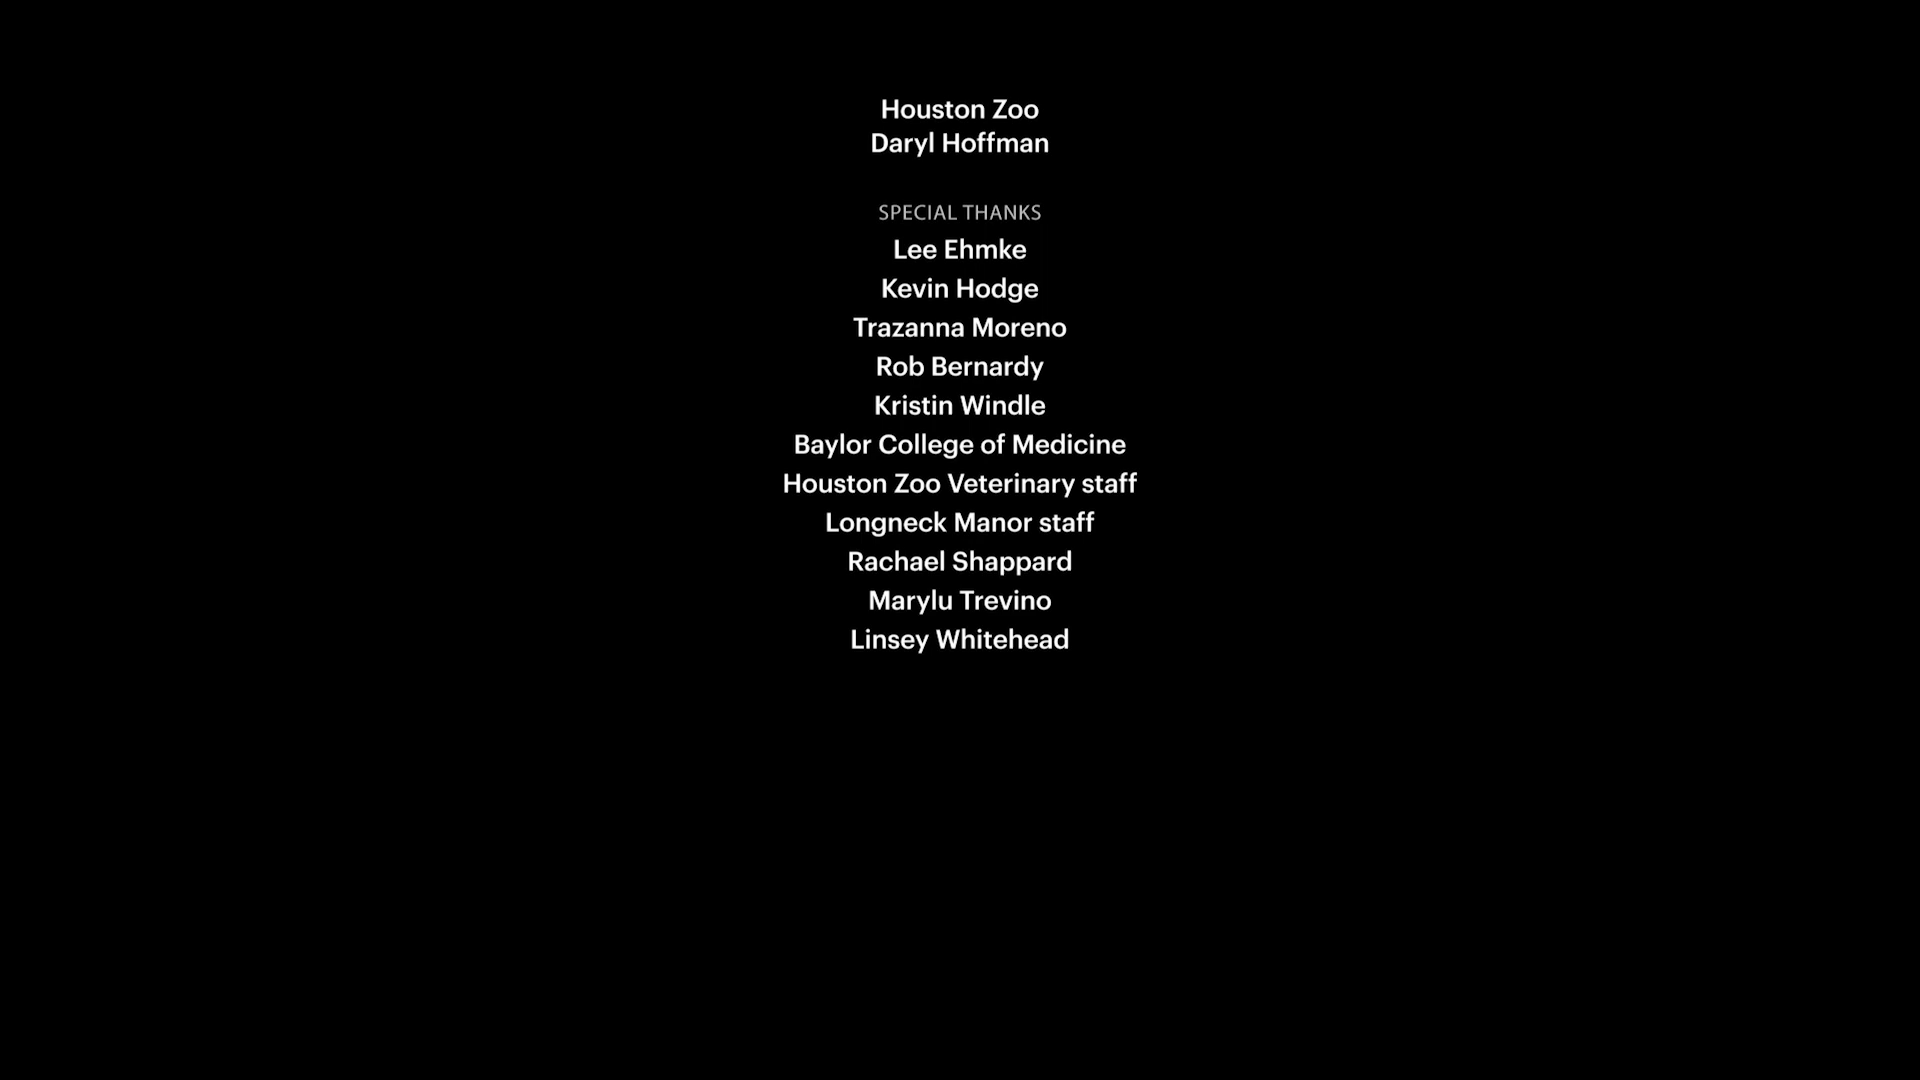 Houston Zoo
Daryl Hoffman
SPECIAL THANKS
Lee Ehmke
Kevin Hodge
Trazanna Moreno
Rob Bernardy
Kristin Windle
Baylor College of Medicine
Houston Zoo Veterinary staff
Longneck Manor staff
Rachael Shappard
Marylu Trevino
Linsey Whitehead